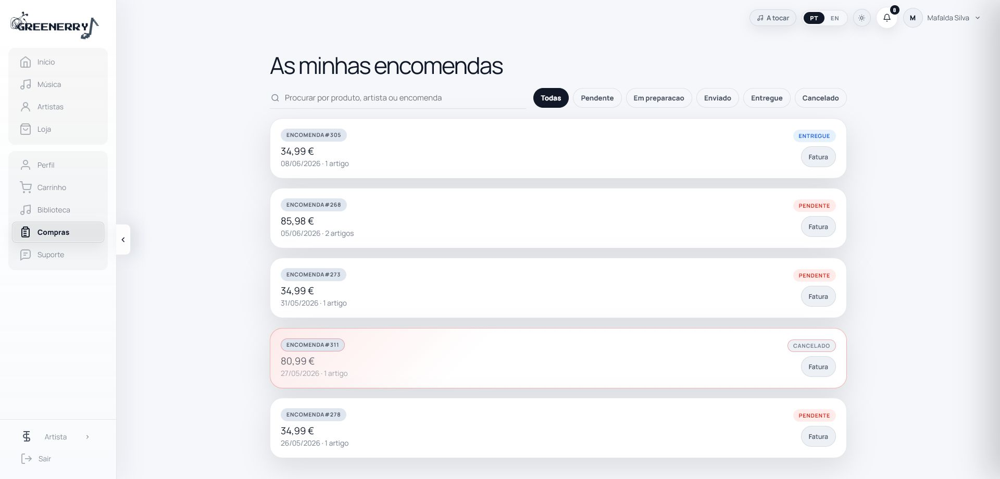 GREENERRY
A tocar
PT EN
8
M Mafalda Silva
Início
Música
Artistas
Loja
Perfil
Carrinho
Biblioteca
Compras
Suporte
Artista
Sair
As minhas encomendas
Procurar por produto, artista ou encomenda
Todas Pendente Em preparacao Enviado Entregue Cancelado
ENCOMENDA#305
ENTREGUE
34,99 €
Fatura
08/06/2026 · 1 artigo
ENCOMENDA#268
PENDENTE
85,98 €
Fatura
05/06/2026 · 2 artigos
ENCOMENDA#273
PENDENTE
34,99 €
Fatura
31/05/2026 · 1 artigo
ENCOMENDA#311
CANCELADO
80,99 €
Fatura
27/05/2026 · 1 artigo
ENCOMENDA#278
PENDENTE
34,99 €
Fatura
26/05/2026 · 1 artigo